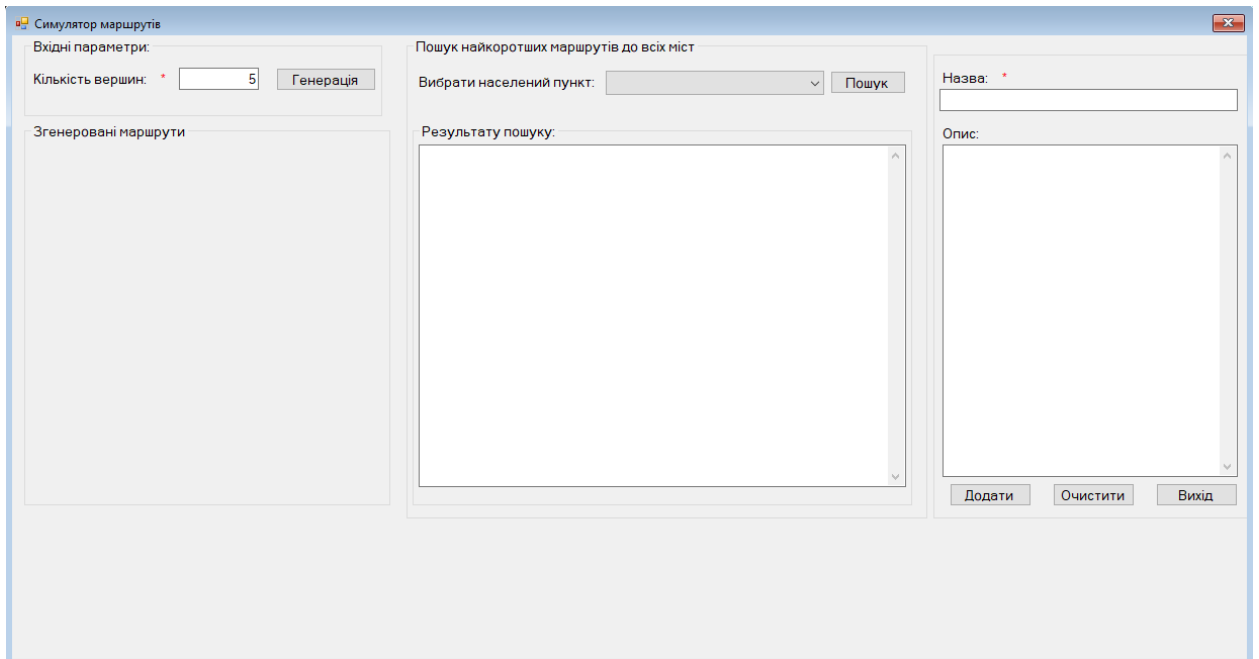 Симулятор маршрутів
Вхідні параметри:
Кількість вершин: * 5 Генерація
Згенеровані маршрути
Пошук найкоротших маршрутів до всіх міст
Вибрати населений пункт: Пошук
Результату пошуку:
Назва: *
Опис:
Додати Очистити Вихід